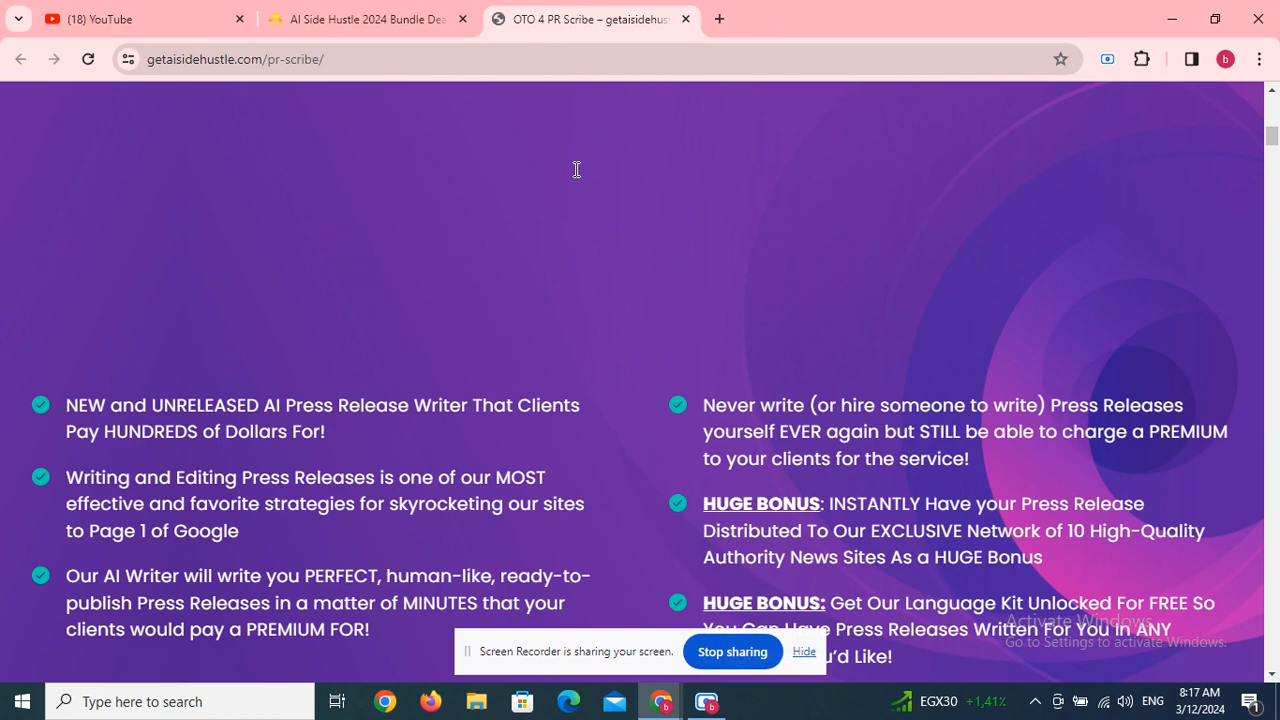 (18) YouTube
AI Side Hustle 2024 Bundle Dea
OTO 4 PR Scribe – getaisidehust
getaisidehustle.com/pr-scribe/
b
NEW and UNRELEASED AI Press Release Writer That Clients
Pay HUNDREDS of Dollars For!
Writing and Editing Press Releases is one of our MOST
effective and favorite strategies for skyrocketing our sites
to Page 1 of Google
Our AI Writer will write you PERFECT, human-like, ready-to-
publish Press Releases in a matter of MINUTES that your
clients would pay a PREMIUM FOR!
Never write (or hire someone to write) Press Releases
yourself EVER again but STILL be able to charge a PREMIUM
to your clients for the service!
HUGE BONUS: INSTANTLY Have your Press Release
Distributed To Our EXCLUSIVE Network of 10 High-Quality
Authority News Sites As a HUGE Bonus
HUGE BONUS: Get Our Language Kit Unlocked For FREE So
You Can Have Press Releases Written For You in ANY
u'd Like!
Activate Windows
Go to Settings to activate Windows.
Screen Recorder is sharing your screen.
Stop sharing
Hide
Type here to search
EGX30 +1,41%
ENG
8:17 AM
3/12/2024
1